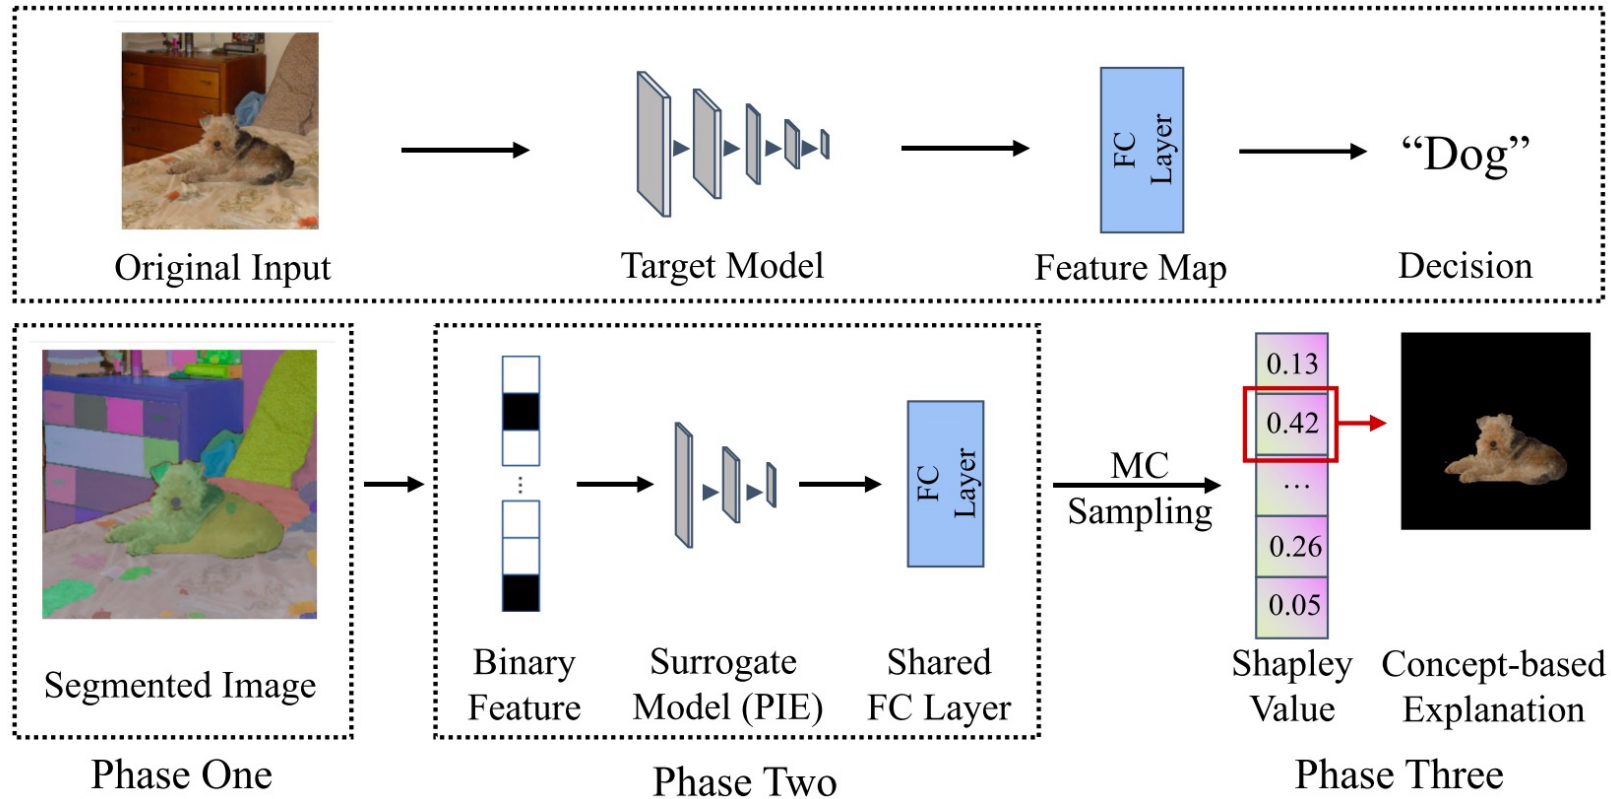 FC
Layer
“Dog”
Original Input
Target Model
Feature Map
Decision
Segmented Image
Phase One
...
FC
Layer
Binary
Feature
Surrogate
Model (PIE)
Shared
FC Layer
Phase Two
MC
Sampling
0.13
0.42
...
0.26
0.05
Shapley
Value
Concept-based
Explanation
Phase Three